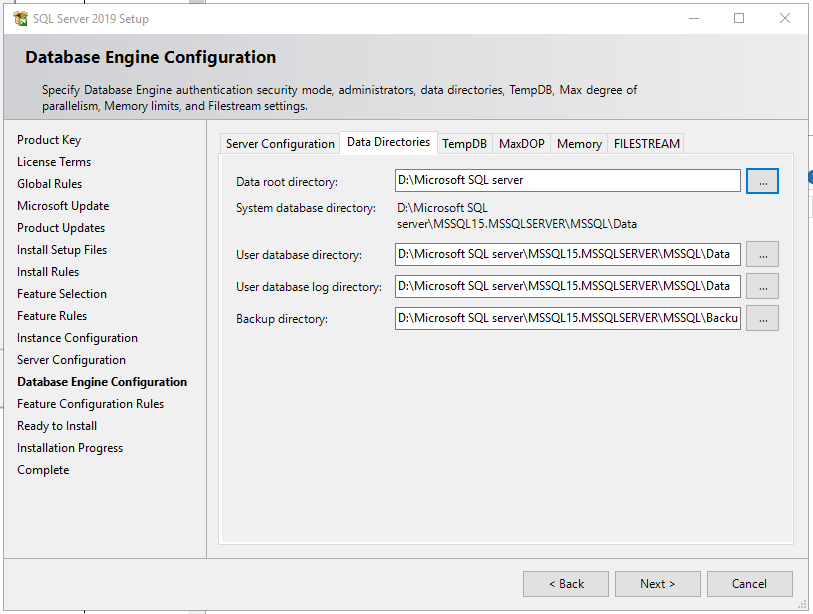 SQL Server 2019 Setup
Database Engine Configuration
Specify Database Engine authentication security mode, administrators, data directories, TempDB, Max degree of
parallelism, Memory limits, and Filestream settings.
Product Key
License Terms
Global Rules
Microsoft Update
Product Updates
Install Setup Files
Install Rules
Feature Selection
Feature Rules
Instance Configuration
Server Configuration
Database Engine Configuration
Feature Configuration Rules
Ready to Install
Installation Progress
Complete
Server Configuration Data Directories TempDB MaxDOP Memory FILESTREAM
Data root directory: D:\Microsoft SQL server ...
System database directory: D:\Microsoft SQL
server\MSSQL15.MSSQLSERVER\MSSQL\Data
User database directory: D:\Microsoft SQL server\MSSQL15.MSSQLSERVER\MSSQL\Data ...
User database log directory: D:\Microsoft SQL server\MSSQL15.MSSQLSERVER\MSSQL\Data ...
Backup directory: D:\Microsoft SQL server\MSSQL15.MSSQLSERVER\MSSQL\Backu ...
< Back Next > Cancel